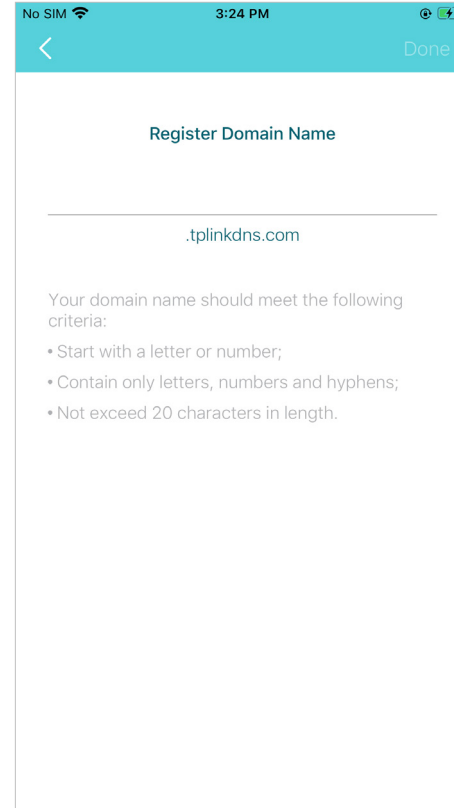 No SIM 3:24 PM
Done
Register Domain Name
.tplinkdns.com
Your domain name should meet the following
criteria:
• Start with a letter or number;
• Contain only letters, numbers and hyphens;
• Not exceed 20 characters in length.